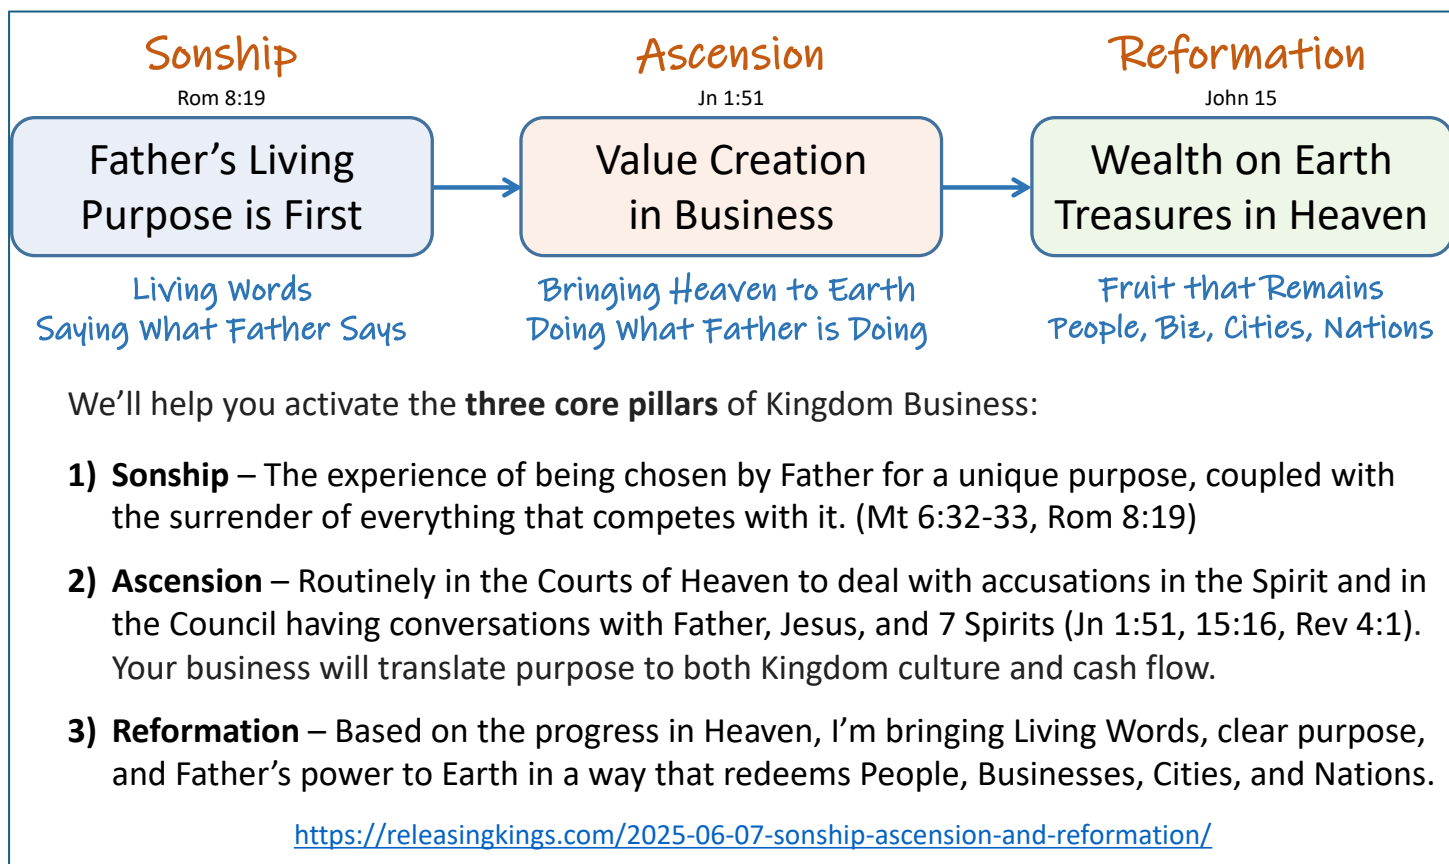 Sonship
Rom 8:19
Father’s Living
Purpose is First
Living Words
Saying What Father Says
Ascension
Jn 1:51
Value Creation
in Business
Bringing Heaven to Earth
Doing What Father is Doing
Reformation
John 15
Wealth on Earth
Treasures in Heaven
Fruit that Remains
People, Biz, Cities, Nations
We’ll help you activate the three core pillars of Kingdom Business:
1) Sonship – The experience of being chosen by Father for a unique purpose, coupled with
the surrender of everything that competes with it. (Mt 6:32-33, Rom 8:19)
2) Ascension – Routinely in the Courts of Heaven to deal with accusations in the Spirit and in
the Council having conversations with Father, Jesus, and 7 Spirits (Jn 1:51, 15:16, Rev 4:1).
Your business will translate purpose to both Kingdom culture and cash flow.
3) Reformation – Based on the progress in Heaven, I’m bringing Living Words, clear purpose,
and Father’s power to Earth in a way that redeems People, Businesses, Cities, and Nations.
https://releasingkings.com/2025-06-07-sonship-ascension-and-reformation/